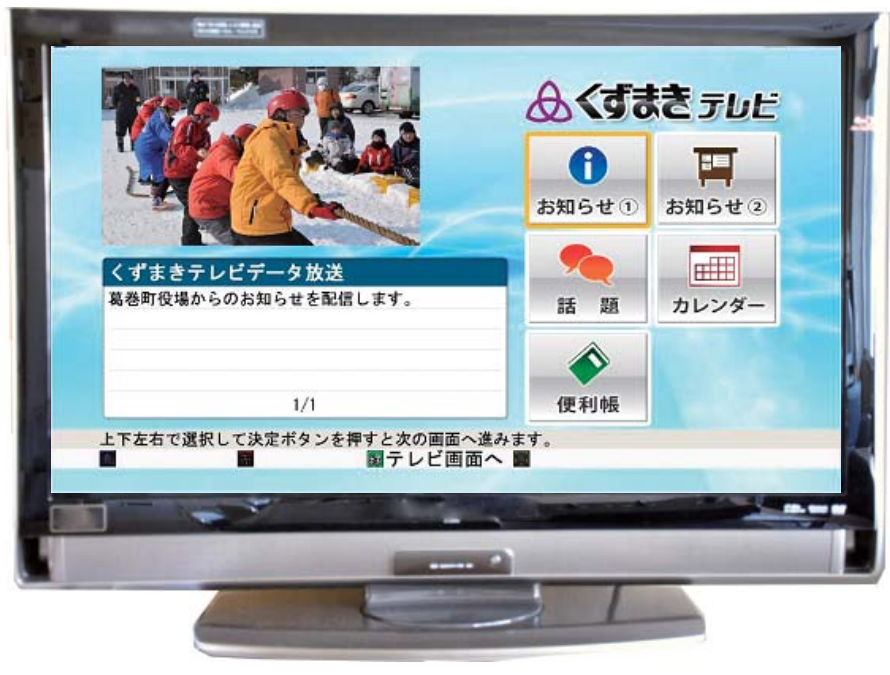 くずまきテレビ
お知らせ①
お知らせ②
話 題
カレンダー
便利帳
くずまきテレビデータ放送
葛巻町役場からのお知らせを配信します。
1/1
上下左右で選択して決定ボタンを押すと次の画面へ進みます。
テレビ画面へ